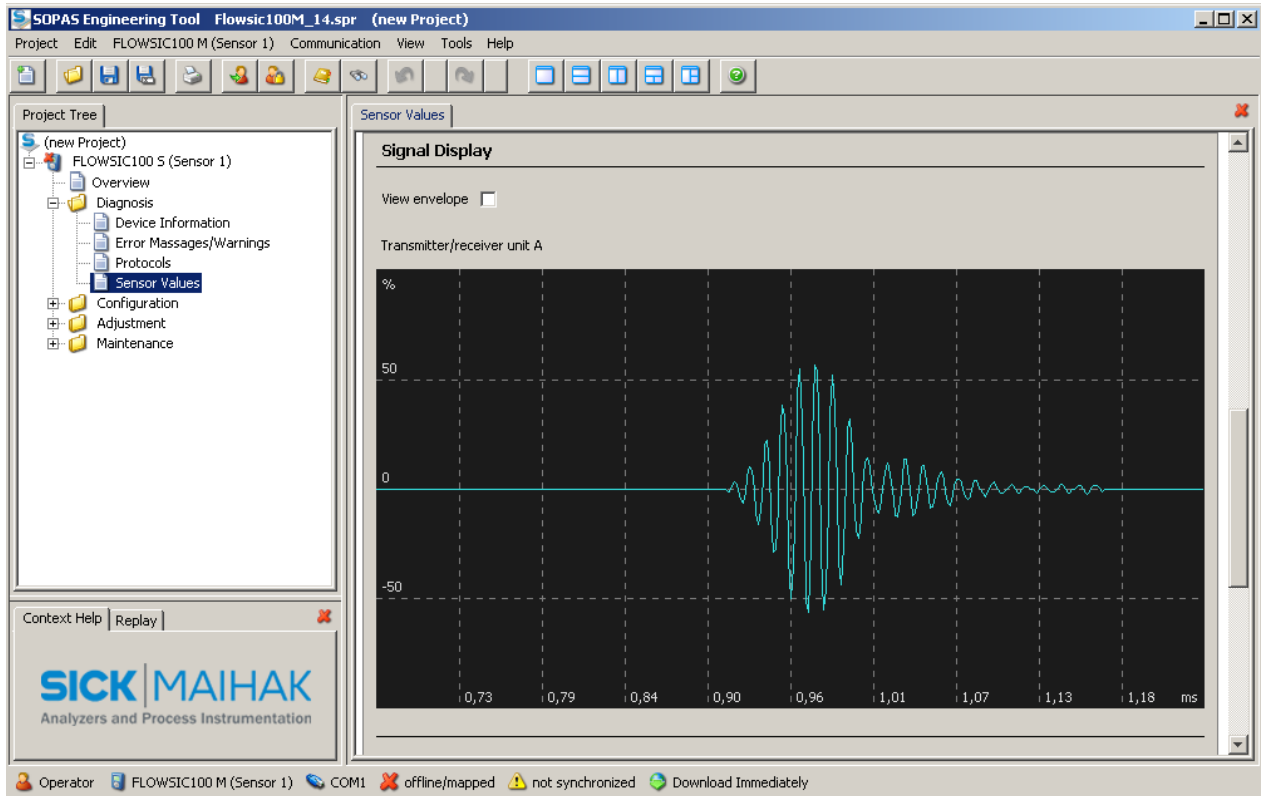 SOPAS Engineering Tool Flowsic100M_14.spr (new Project)
Project Edit FLOWSIC100 M (Sensor 1) Communication View Tools Help
Project Tree
(new Project)
FLOWSIC100 S (Sensor 1)
Overview
Diagnosis
Device Information
Error Massages/Warnings
Protocols
Sensor Values
Configuration
Adjustment
Maintenance
Context Help Replay
SICK MAIHAK
Analyzers and Process Instrumentation
Sensor Values
Signal Display
View envelope
Transmitter/receiver unit A
%
50
0
-50
0,73 0,79 0,84 0,90 0,96 1,01 1,07 1,13 1,18 ms
Operator FLOWSIC100 M (Sensor 1) COM1 offline/mapped not synchronized Download Immediately